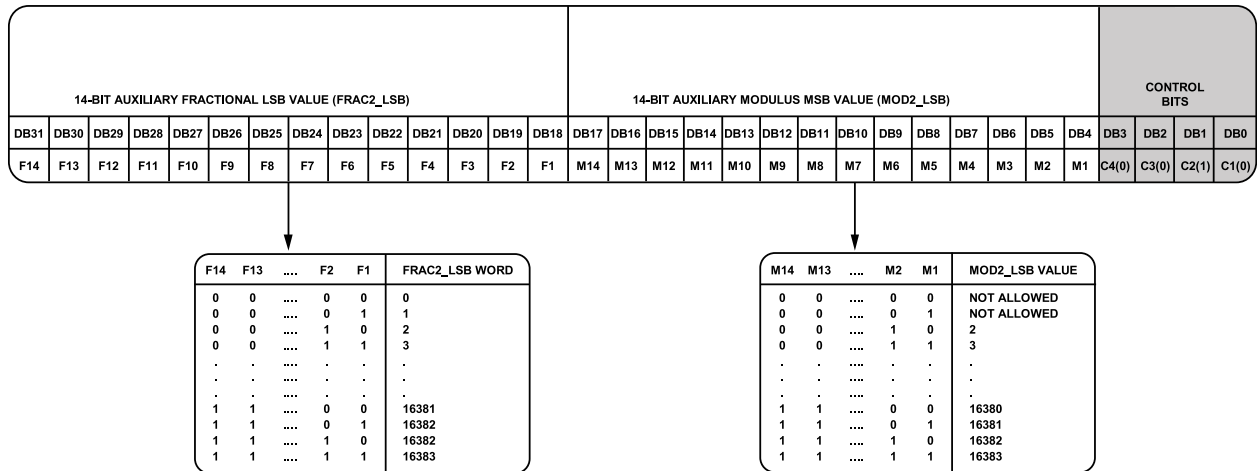 14-BIT AUXILIARY FRACTIONAL LSB VALUE (FRAC2_LSB) 14-BIT AUXILIARY MODULUS MSB VALUE (MOD2_LSB) CONTROL
BITS
DB31 DB30 DB29 DB28 DB27 DB26 DB25 DB24 DB23 DB22 DB21 DB20 DB19 DB18 DB17 DB16 DB15 DB14 DB13 DB12 DB11 DB10 DB9 DB8 DB7 DB6 DB5 DB4 DB3 DB2 DB1 DB0
F14 F13 F12 F11 F10 F9 F8 F7 F6 F5 F4 F3 F2 F1 M14 M13 M12 M11 M10 M9 M8 M7 M6 M5 M4 M3 M2 M1 C4(0) C3(0) C2(1) C1(0)
F14 F13 .... F2 F1 FRAC2_LSB WORD
0 0 .... 0 0 0
0 0 .... 0 1 1
0 0 .... 1 0 2
0 0 .... 1 1 3
. . .... . . .
. . .... . . .
. . .... . . .
1 1 .... 0 0 16381
1 1 .... 0 1 16382
1 1 .... 1 0 16382
1 1 .... 1 1 16383
M14 M13 .... M2 M1 MOD2_LSB VALUE
0 0 .... 0 0 NOT ALLOWED
0 0 .... 0 1 NOT ALLOWED
0 0 .... 1 0 2
0 0 .... 1 1 3
. . .... . . .
. . .... . . .
. . .... . . .
1 1 .... 0 0 16380
1 1 .... 0 1 16381
1 1 .... 1 0 16382
1 1 .... 1 1 16383